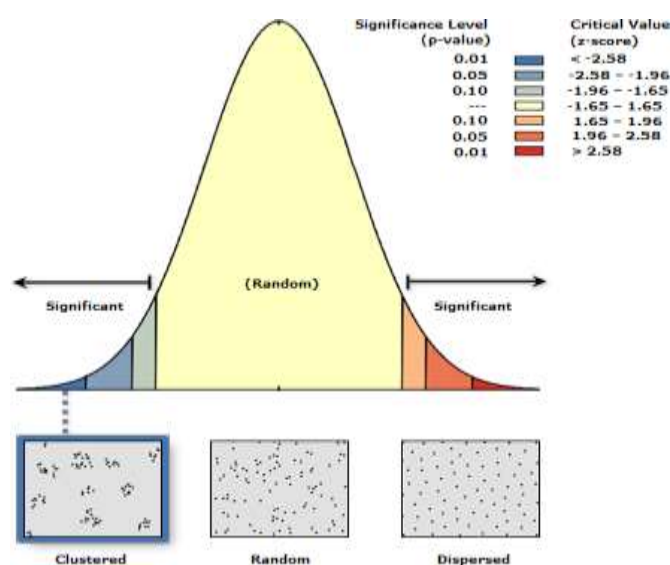 Significance Level Critical Value
(p-value) (z-score)
0.01 < -2.58
0.05 -2.58 – -1.96
0.10 -1.96 – -1.65
--- -1.65 – 1.65
0.10 1.65 – 1.96
0.05 1.96 – 2.58
0.01 > 2.58
(Random)
Significant Significant
Clustered Random Dispersed